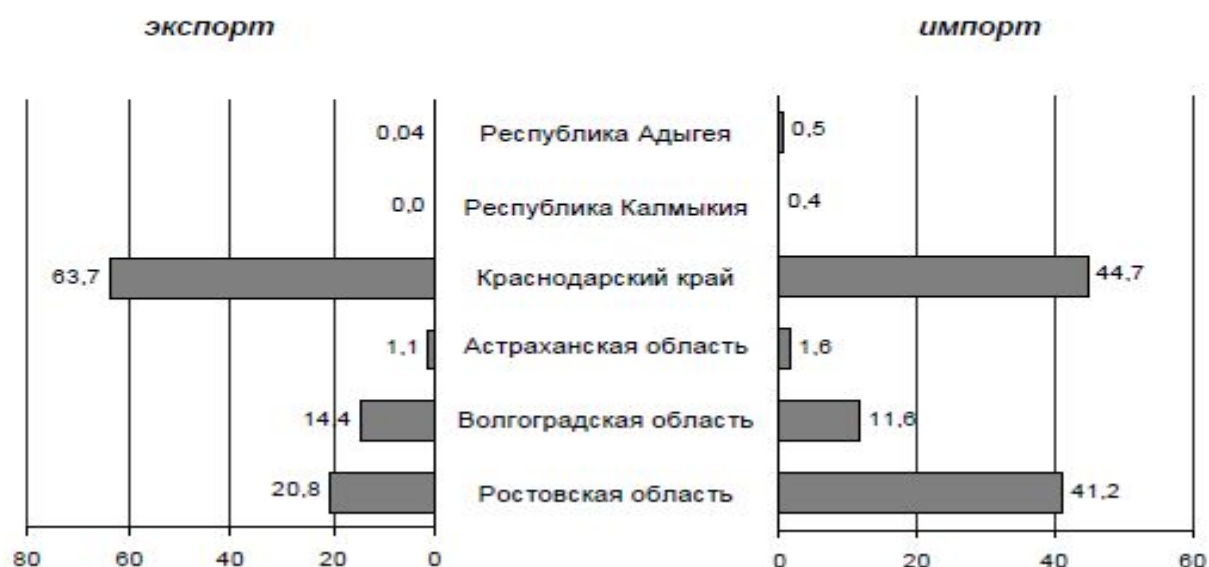 экспорт импорт
0,04 Республика Адыгея 0,5
0,0 Республика Калмыкия 0,4
63,7 Краснодарский край 44,7
1,1 Астраханская область 1,6
14,4 Волгоградская область 11,6
20,8 Ростовская область 41,2
80 60 40 20 0 0 20 40 60